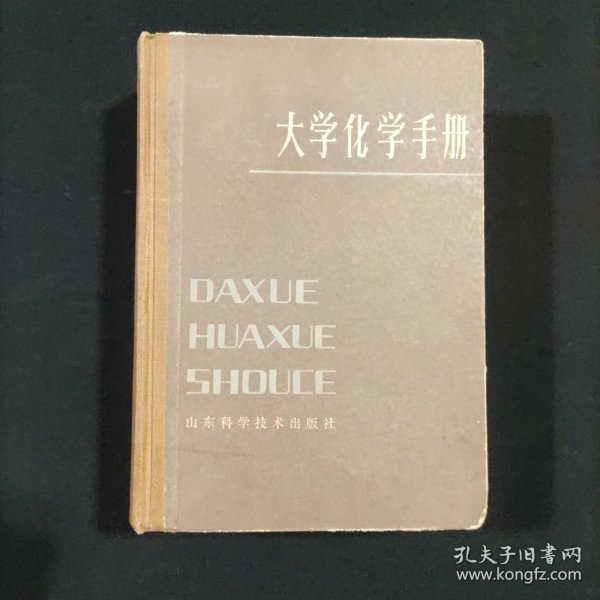 大学化学手册
DAXUE
HUAXUE
SHOUCE
山东科学技术出版社
孔夫子旧书网
www.kongfz.com